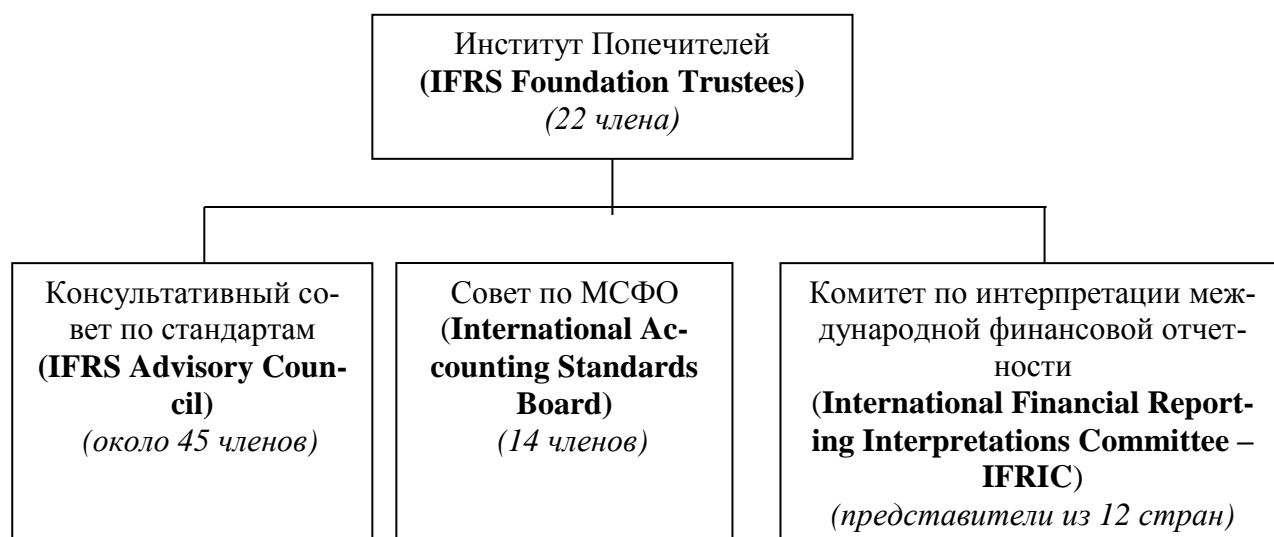 Институт Попечителей
(IFRS Foundation Trustees)
(22 члена)
Консультативный со-
вет по стандартам
(IFRS Advisory Coun-
cil)
(около 45 членов)
Совет по МСФО
(International Ac-
counting Standards
Board)
(14 членов)
Комитет по интерпретации меж-
дународной финансовой отчет-
ности
(International Financial Report-
ing Interpretations Committee –
IFRIC)
(представители из 12 стран)